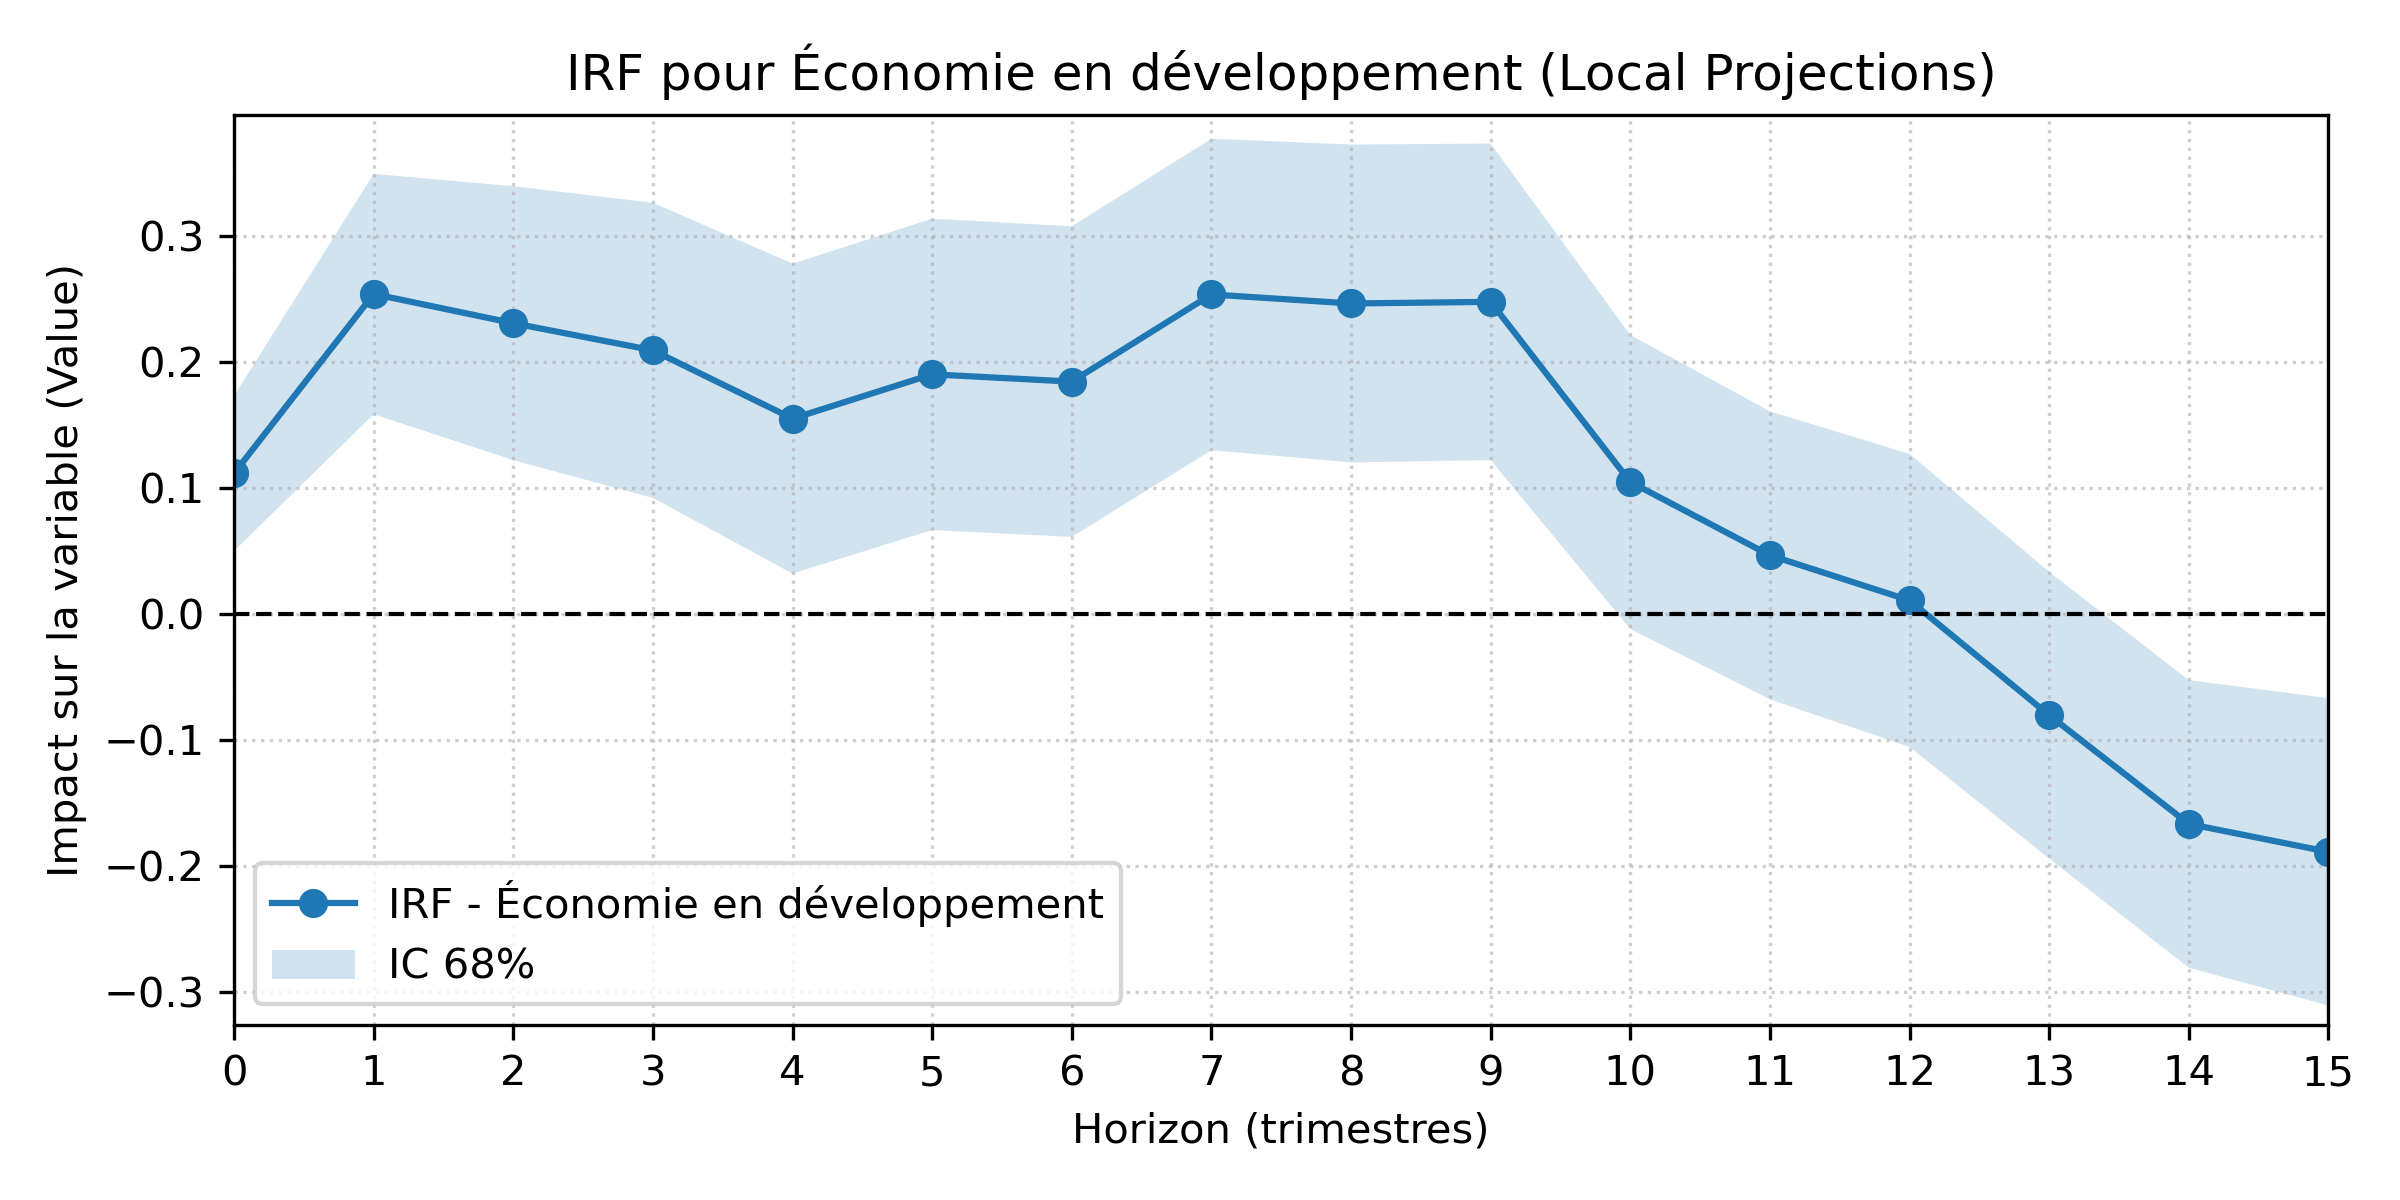 IRF pour Économie en développement (Local Projections)
Impact sur la variable (Value)
0.3
0.2
0.1
0.0
−0.1
−0.2
−0.3
IRF - Économie en développement
IC 68%
0 1 2 3 4 5 6 7 8 9 10 11 12 13 14 15
Horizon (trimestres)